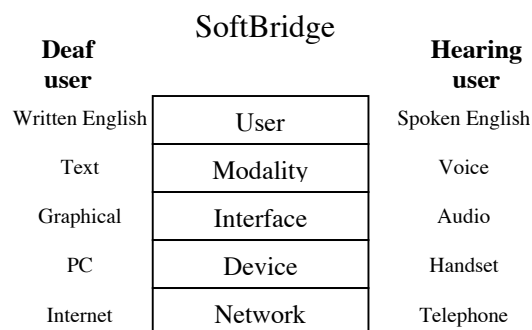 SoftBridge
Deaf
user
Hearing
user
Written English User Spoken English
Text Modality Voice
Graphical Interface Audio
PC Device Handset
Internet Network Telephone